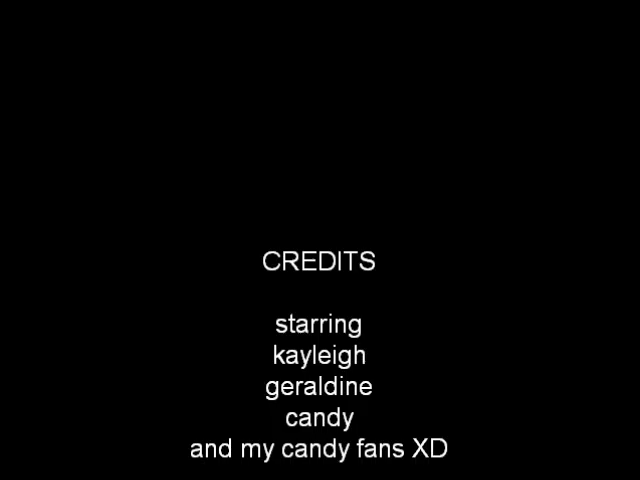 CREDITS
starring
kayleigh
geraldine
candy
and my candy fans XD